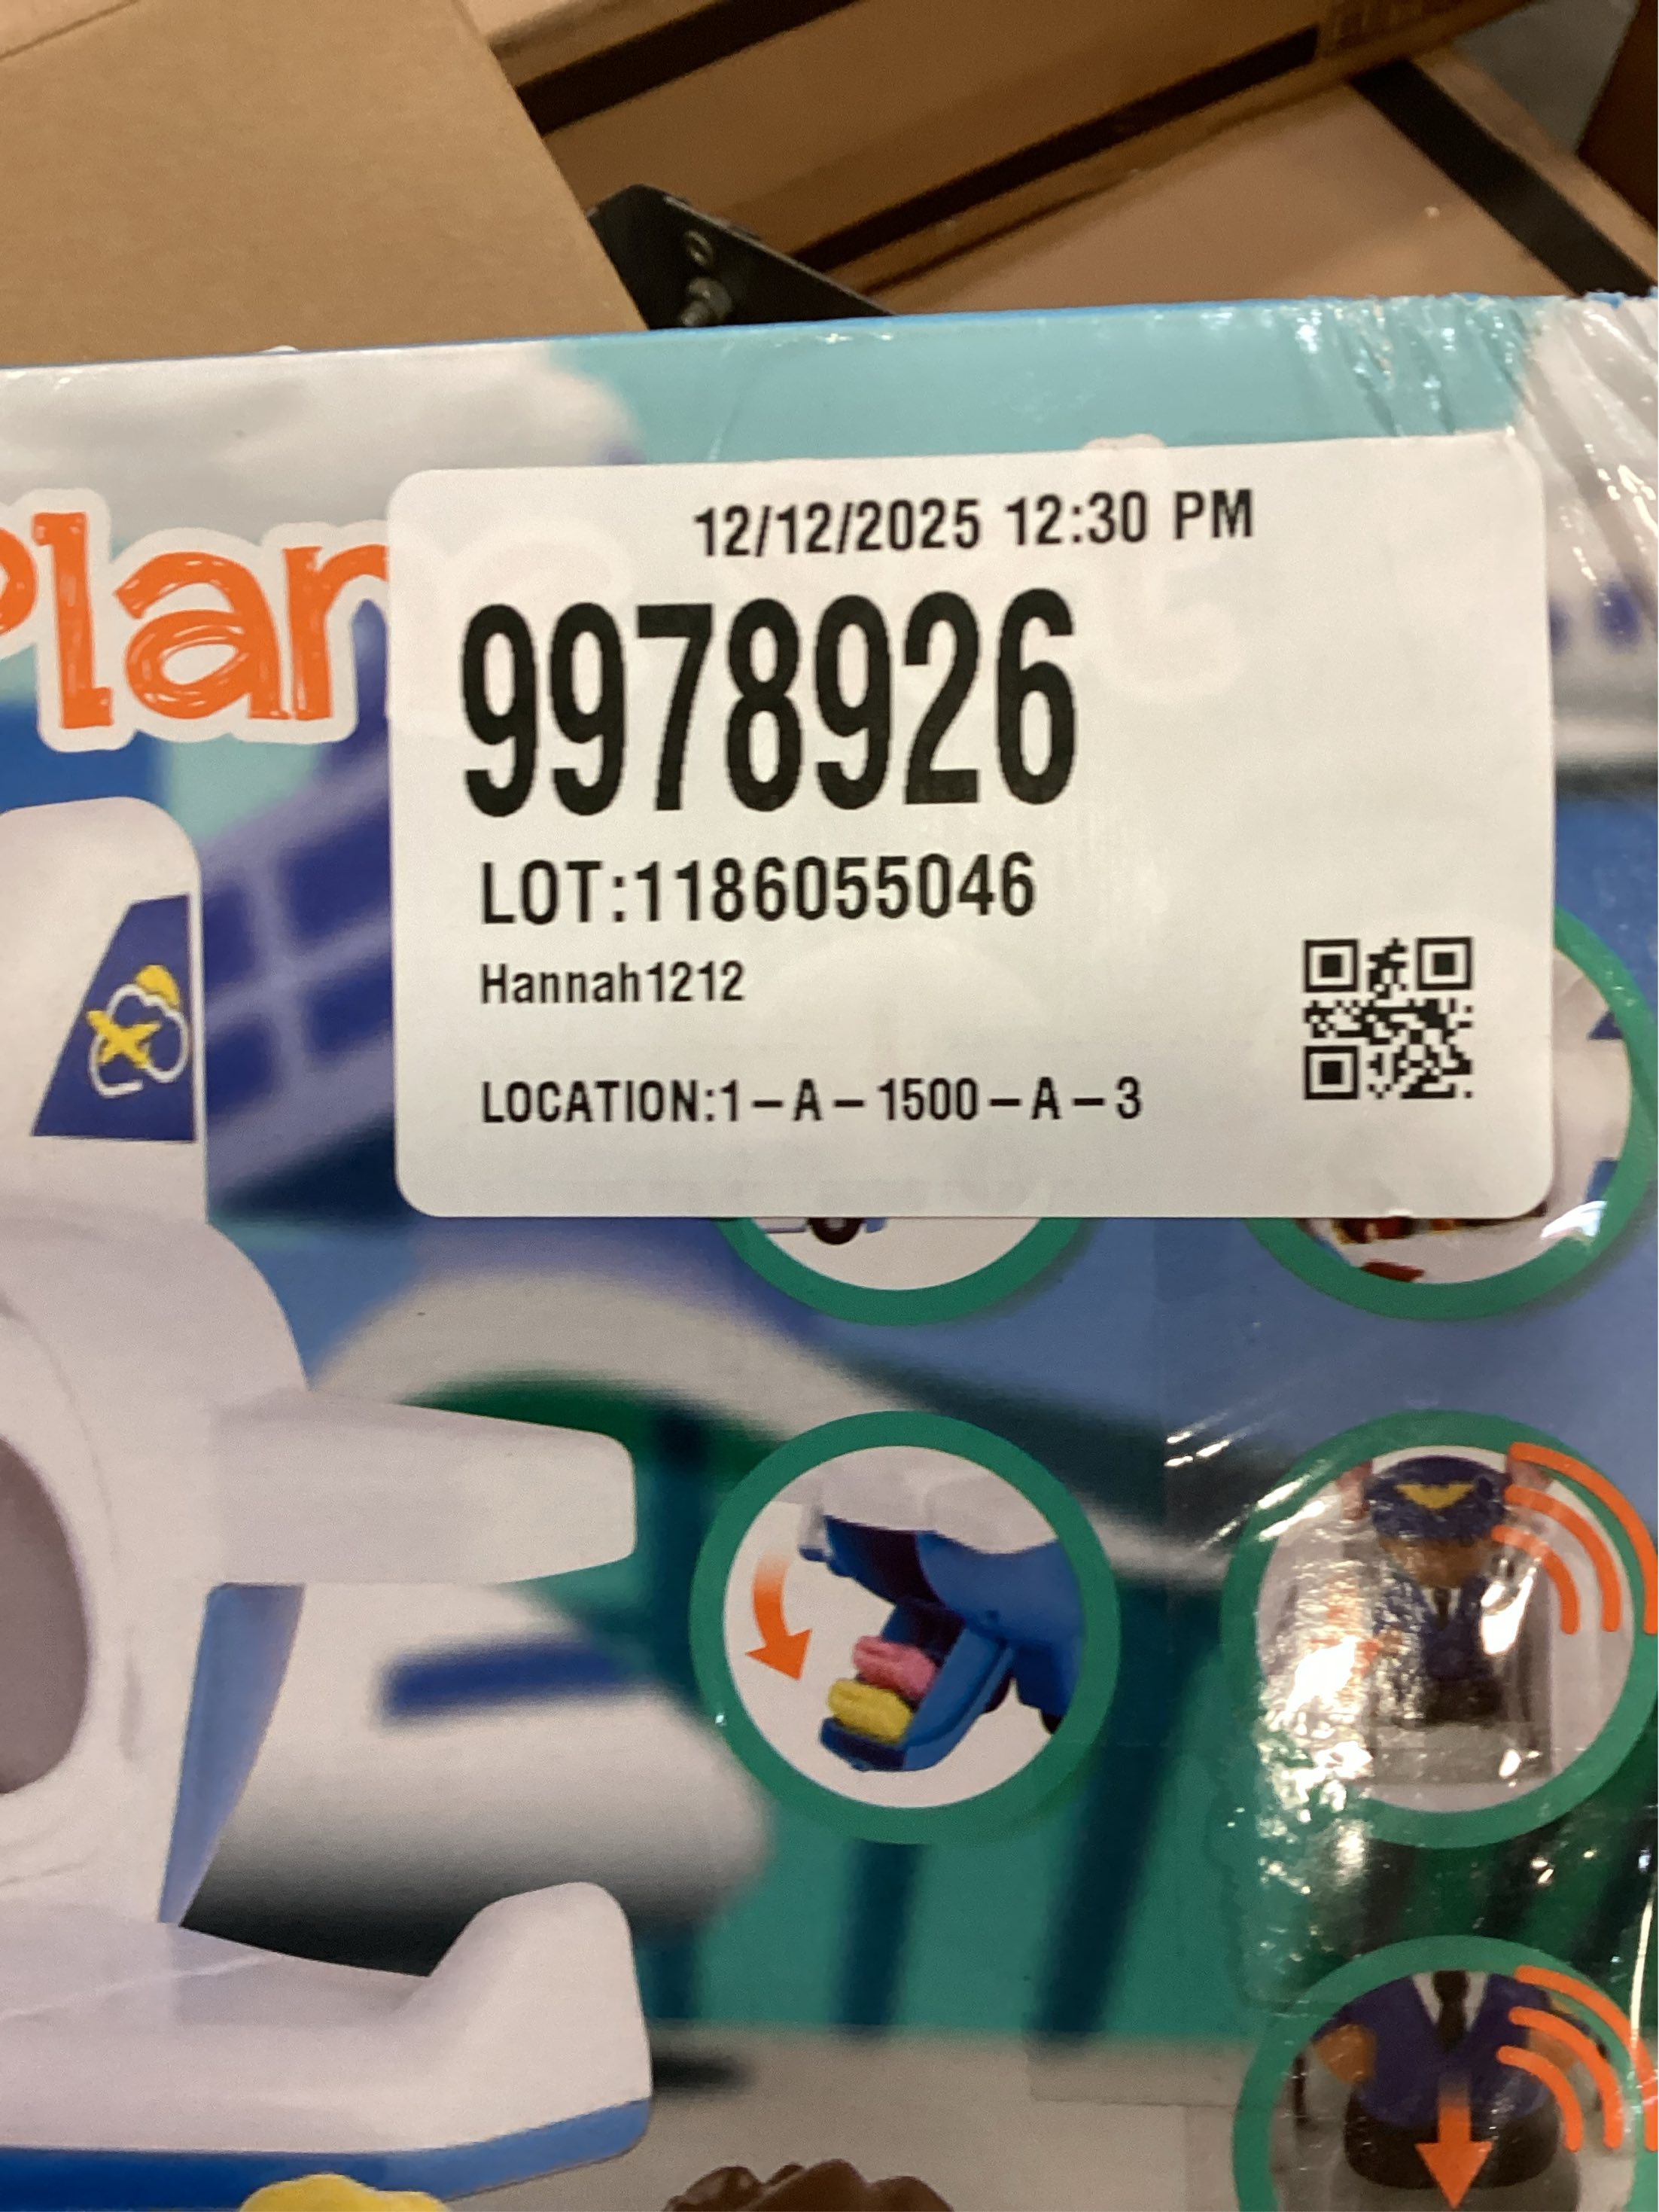 12/12/2025 12:30 PM
Plan
9978926
LOT:1186055046
Hannah1212
LOCATION:1-A-1500-A-3